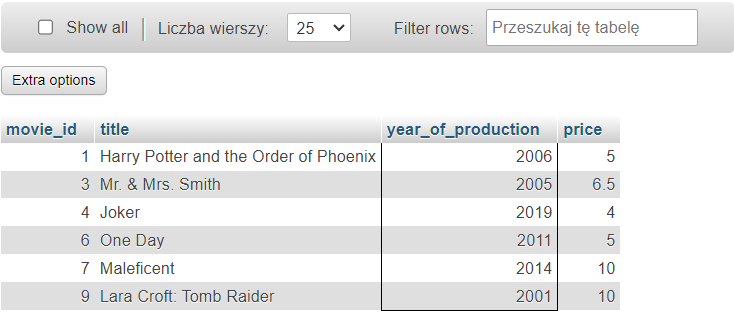 Show all Liczba wierszy: 25 Filter rows: Przeszukaj tę tabelę
Extra options
movie_id title year_of_production price
1 Harry Potter and the Order of Phoenix 2006 5
3 Mr. & Mrs. Smith 2005 6.5
4 Joker 2019 4
6 One Day 2011 5
7 Maleficent 2014 10
9 Lara Croft: Tomb Raider 2001 10